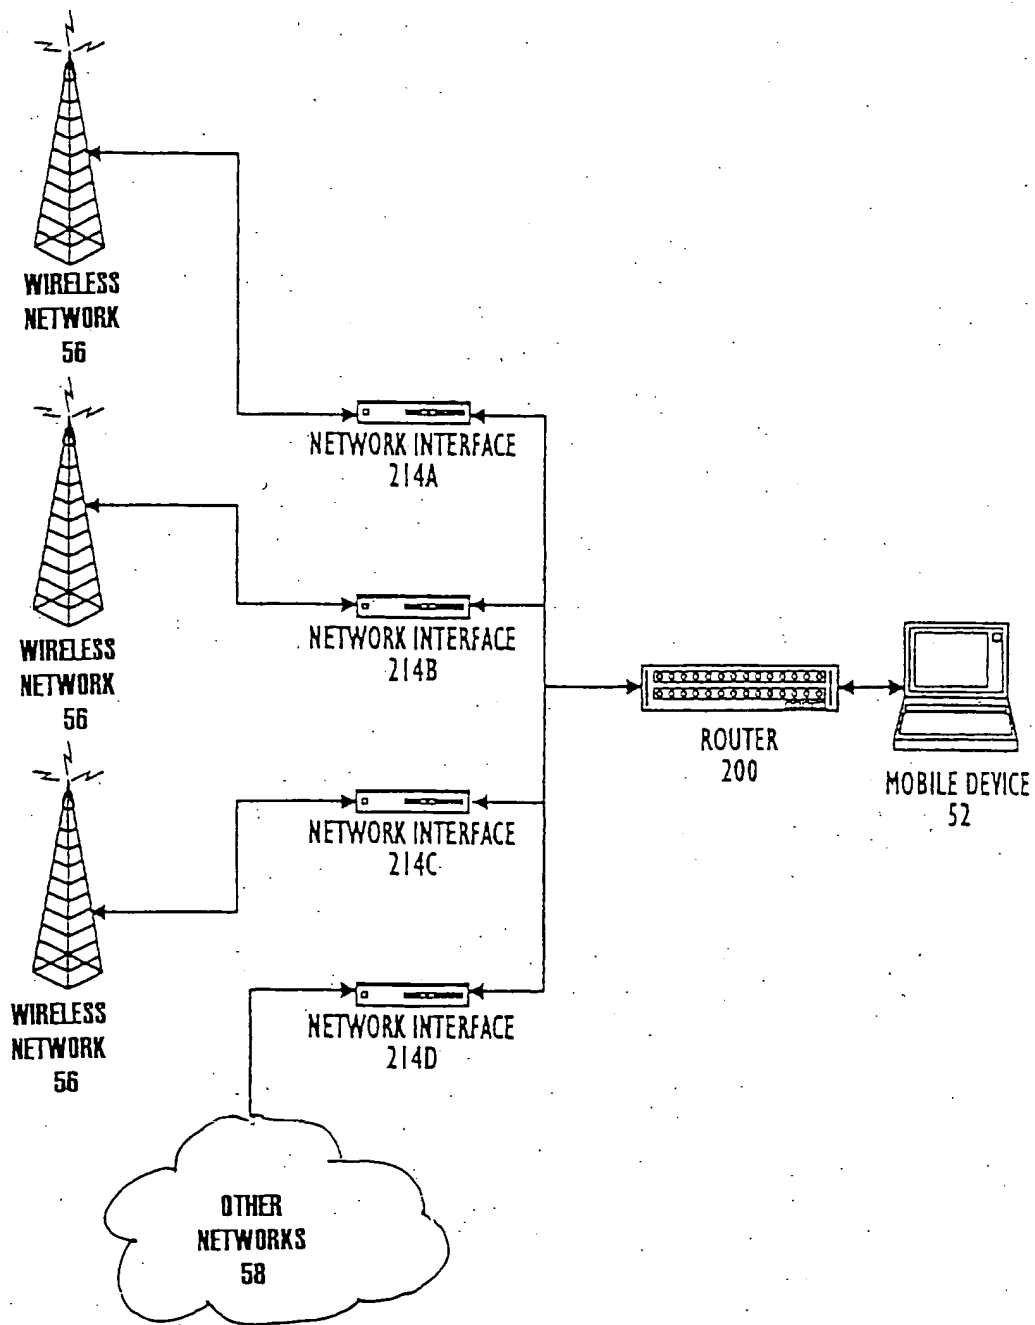 WIRELESS
NETWORK
56
NETWORK INTERFACE
214A
WIRELESS
NETWORK
56
NETWORK INTERFACE
214B
ROUTER
200
MOBILE DEVICE
52
NETWORK INTERFACE
214C
WIRELESS
NETWORK
56
NETWORK INTERFACE
214D
OTHER
NETWORKS
58